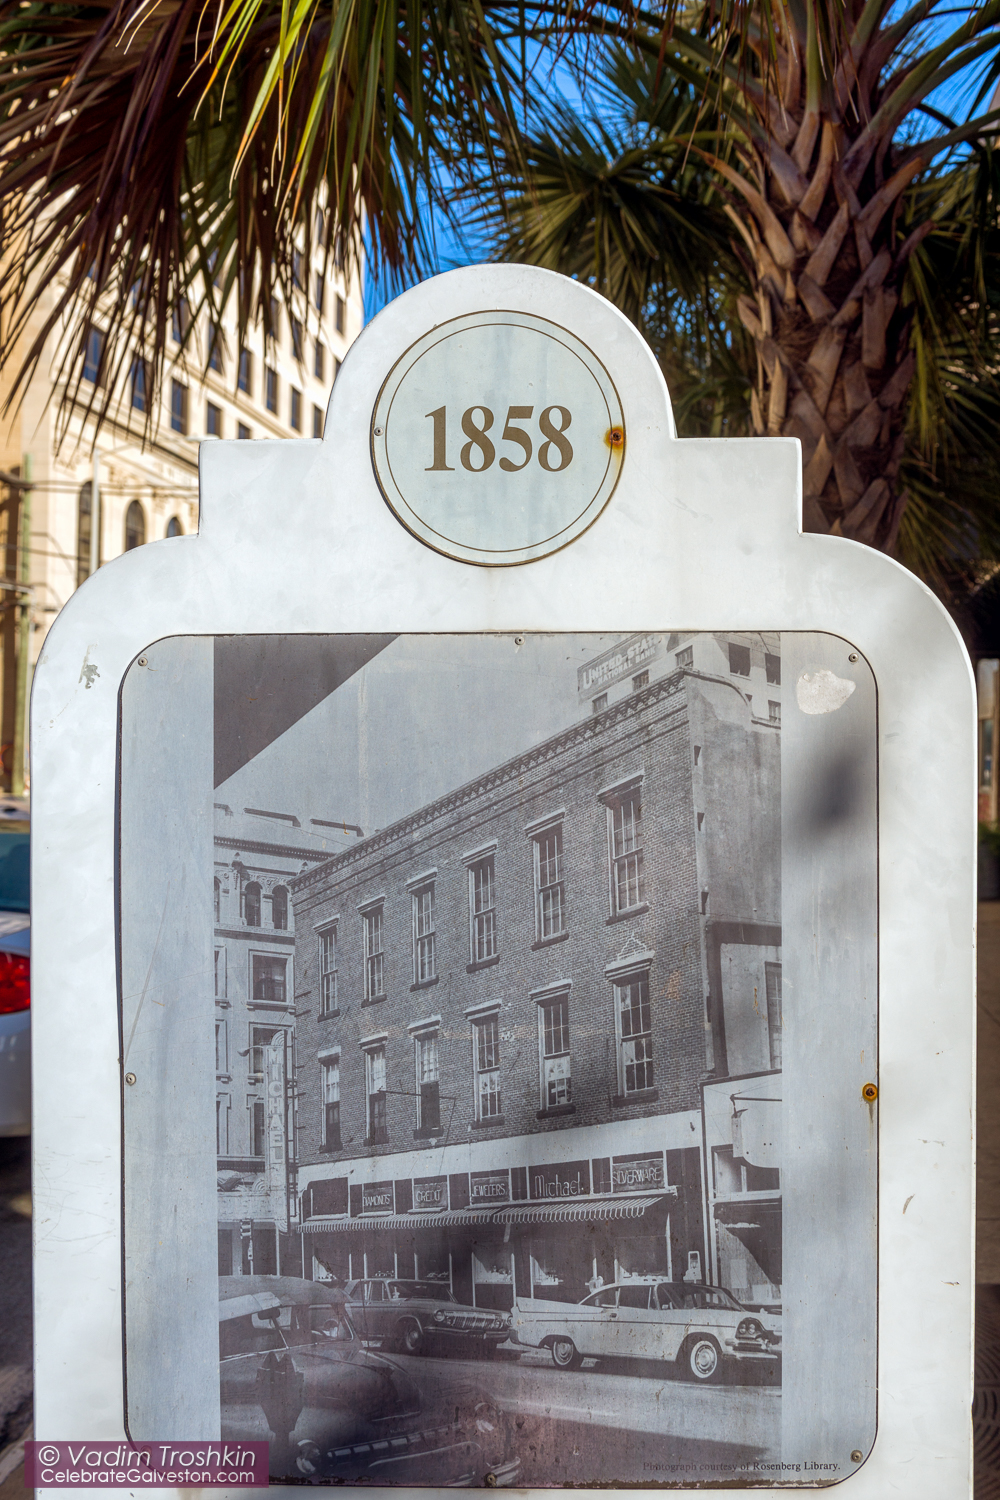 1858
UNITED STATES
NATIONAL BANK
HOTEL
DIAMONDS
CREDIT
JEWELERS
Michael
SILVERWARE
Photograph courtesy of Rosenberg Library.
© Vadim Troshkin
CelebrateGalveston.com